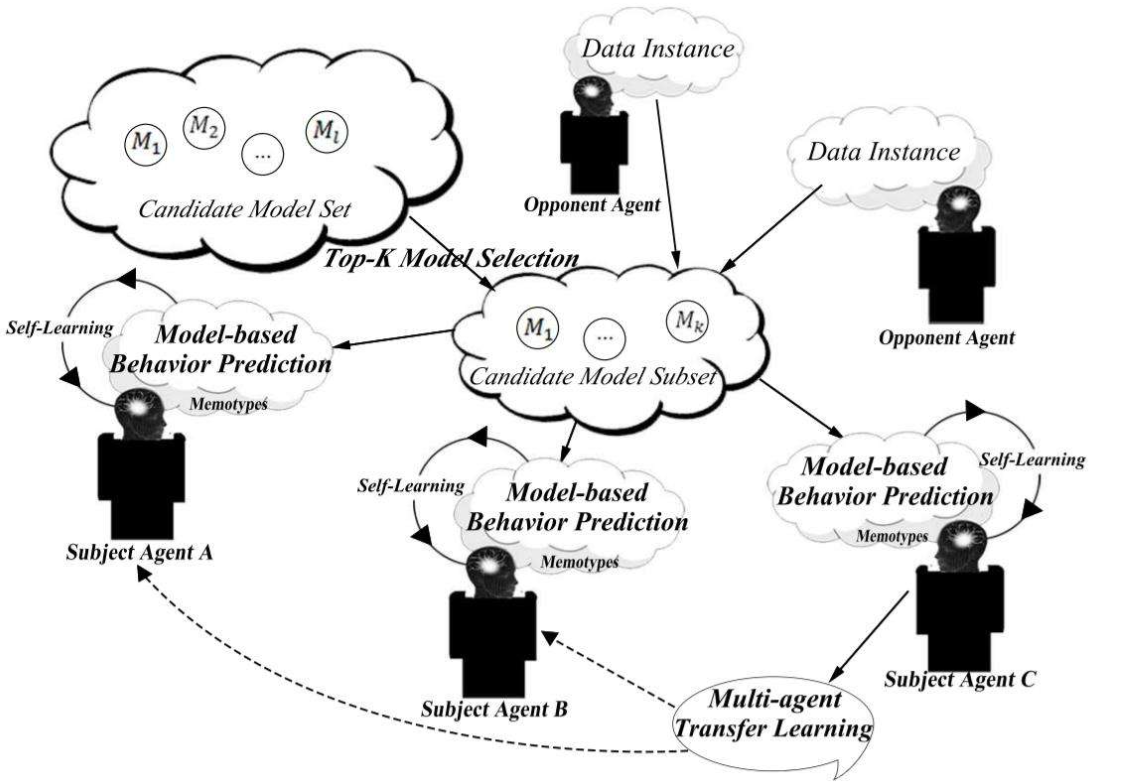 Data Instance
M₁
M₂
...
Mₗ
Candidate Model Set
Opponent Agent
Data Instance
Opponent Agent
Top-K Model Selection
M₁
...
Mₖ
Candidate Model Subset
Self-Learning
Model-based
Behavior Prediction
Memotypes
Subject Agent A
Self-Learning
Model-based
Behavior Prediction
Memotypes
Subject Agent B
Model-based
Behavior Prediction
Memotypes
Self-Learning
Subject Agent C
Multi-agent
Transfer Learning